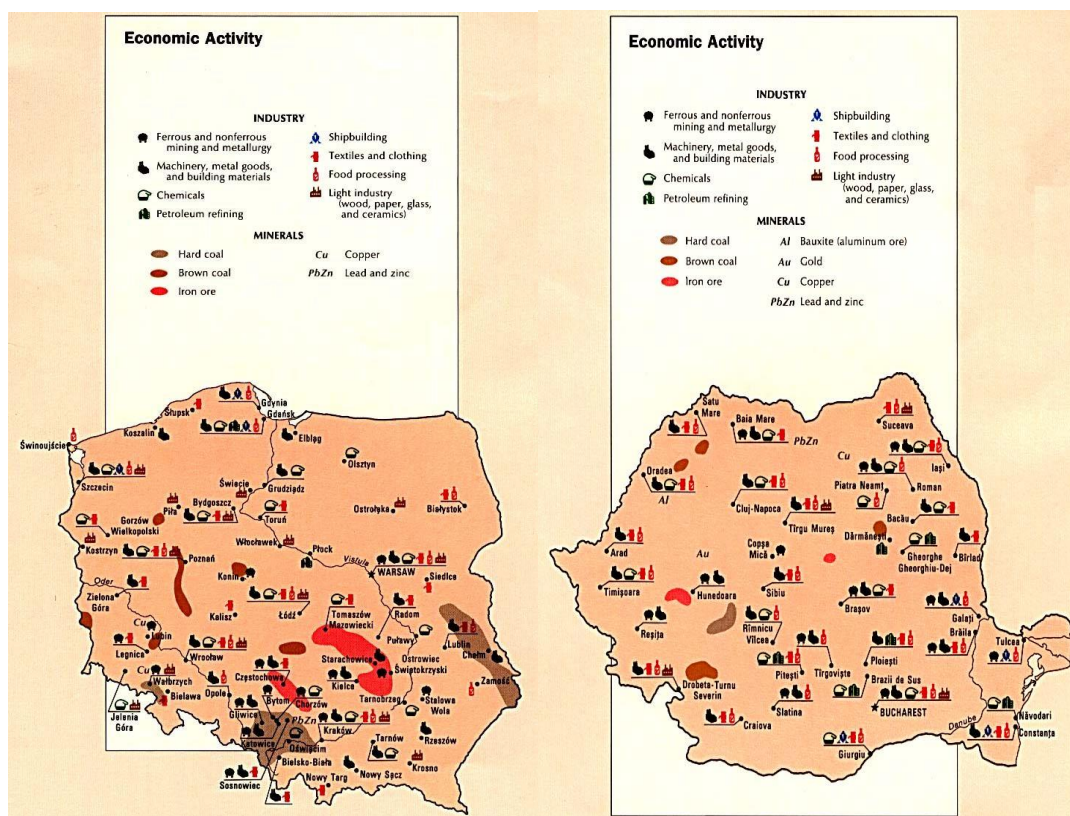 Economic Activity
INDUSTRY
Ferrous and nonferrous
mining and metallurgy
Machinery, metal goods,
and building materials
Chemicals
Petroleum refining
Shipbuilding
Textiles and clothing
Food processing
Light industry
(wood, paper, glass,
and ceramics)
MINERALS
Hard coal
Brown coal
Iron ore
Cu Copper
PbZn Lead and zinc
Gdynia
Gdańsk
Słupsk
Koszalin
Elbląg
Świnoujście
Olsztyn
Szczecin
Świecie
Grudziądz
Piła
Bydgoszcz
Ostrołęka
Białystok
Gorzów
Wielkopolski
Toruń
Kostrzyn
Włocławek
Płock
Vistula
Poznań
WARSAW
Siedlce
Oder
Konin
Zielona
Góra
Kalisz
Łódź
Tomaszów
Mazowiecki
Radom
Cu
Lubin
Puławy
Lublin
Legnica
Wrocław
Starachowice
Ostrowiec
Świętokrzyski
Chełm
Cu
Wałbrzych
Częstochowa
Kielce
Zamość
Bielawa
Opole
Tarnobrzeg
Stalowa
Wola
Jelenia
Góra
Bytom
Chorzów
Gliwice
PbZn
Kraków
Rzeszów
Katowice
Oświęcim
Tarnów
Bielsko-Biała
Krosno
Sosnowiec
Nowy Targ
Nowy Sącz
Economic Activity
INDUSTRY
Ferrous and nonferrous
mining and metallurgy
Machinery, metal goods,
and building materials
Chemicals
Petroleum refining
Shipbuilding
Textiles and clothing
Food processing
Light industry
(wood, paper, glass,
and ceramics)
MINERALS
Hard coal
Brown coal
Iron ore
Al Bauxite (aluminum ore)
Au Gold
Cu Copper
PbZn Lead and zinc
Satu
Mare
Baia Mare
PbZn
Suceava
Cu
Iași
Oradea
Al
Piatra Neamț
Roman
Cluj-Napoca
Tîrgu Mureș
Bacău
Dărmănești
Arad
Copșa
Mică
Gheorghe
Gheorghiu-Dej
Bîrlad
Au
Timișoara
Hunedoara
Sibiu
Brașov
Reșița
Rîmnicu
Vîlcea
Galați
Brăila
Tulcea
Pitești
Tîrgoviște
Ploiești
Drobeta-Turnu
Severin
Brazii de Sus
Slatina
BUCHAREST
Craiova
Danube
Năvodari
Constanța
Giurgiu